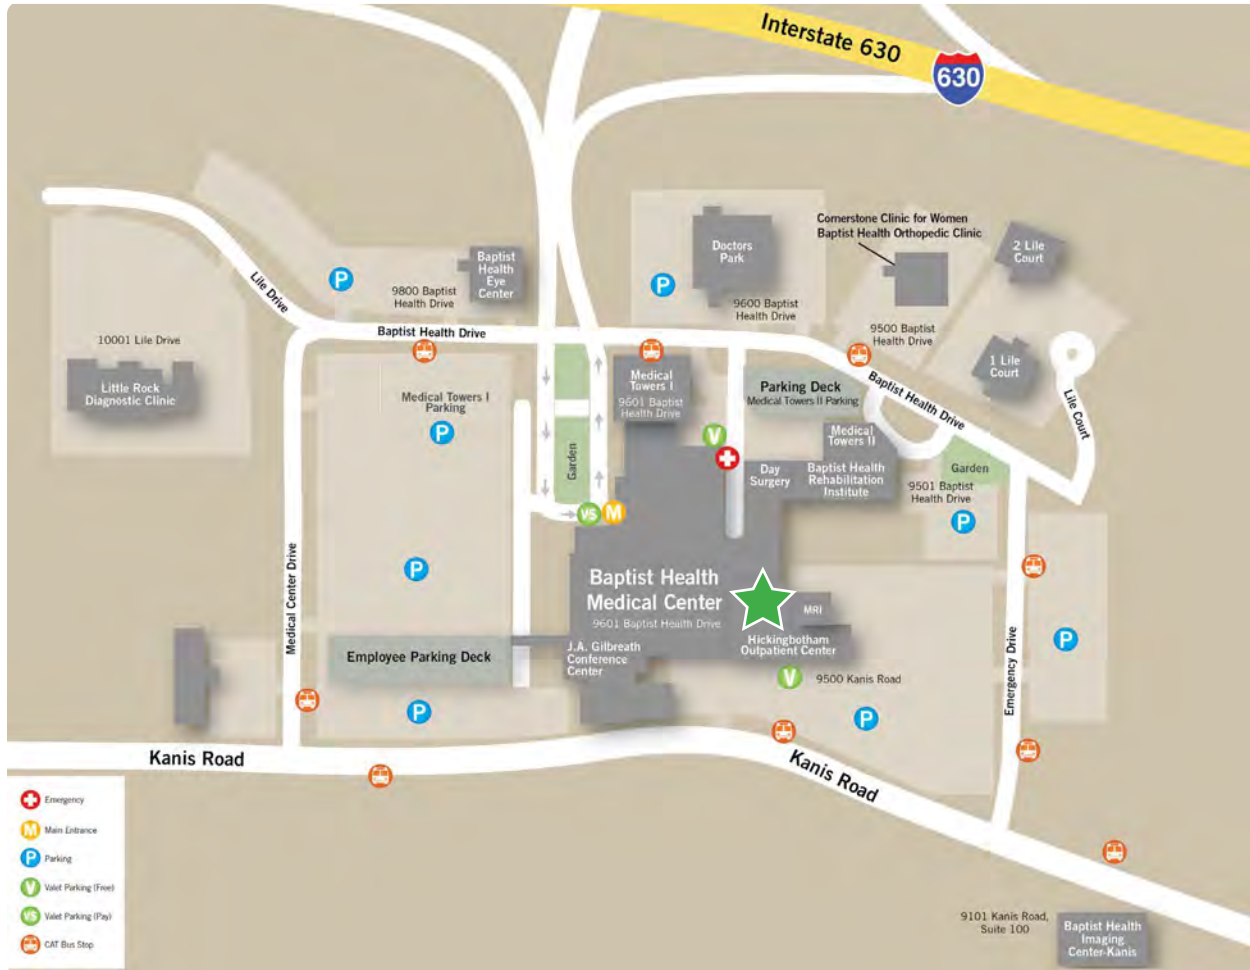 Interstate 630
630
Cornerstone Clinic for Women
Baptist Health Orthopedic Clinic
2 Lile
Court
Doctors
Park
Baptist
Health
Eye
Center
P
P
9800 Baptist
Health Drive
9600 Baptist
Health Drive
Lile Drive
Baptist Health Drive
9500 Baptist
Health Drive
10001 Lile Drive
Little Rock
Diagnostic Clinic
Medical Towers I
Parking
P
Medical
Towers I
9601 Baptist
Health Drive
Parking Deck
Medical Towers II Parking
Baptist Health Drive
1 Lile
Court
Lile Court
Garden
V
Medical
Towers II
Day
Surgery
Baptist Health
Rehabilitation
Institute
Garden
9501 Baptist
Health Drive
P
VS
M
Medical Center Drive
P
Baptist Health
Medical Center
9601 Baptist Health Drive
MRI
Hickingbotham
Outpatient Center
J.A. Gilbreath
Conference
Center
Employee Parking Deck
P
V
9500 Kanis Road
P
P
Emergency Drive
Kanis Road
Kanis Road
Emergency
M
Main Entrance
P
Parking
V
Valet Parking (Free)
VS
Valet Parking (Pay)
CAT Bus Stop
9101 Kanis Road,
Suite 100
Baptist Health
Imaging
Center-Kanis